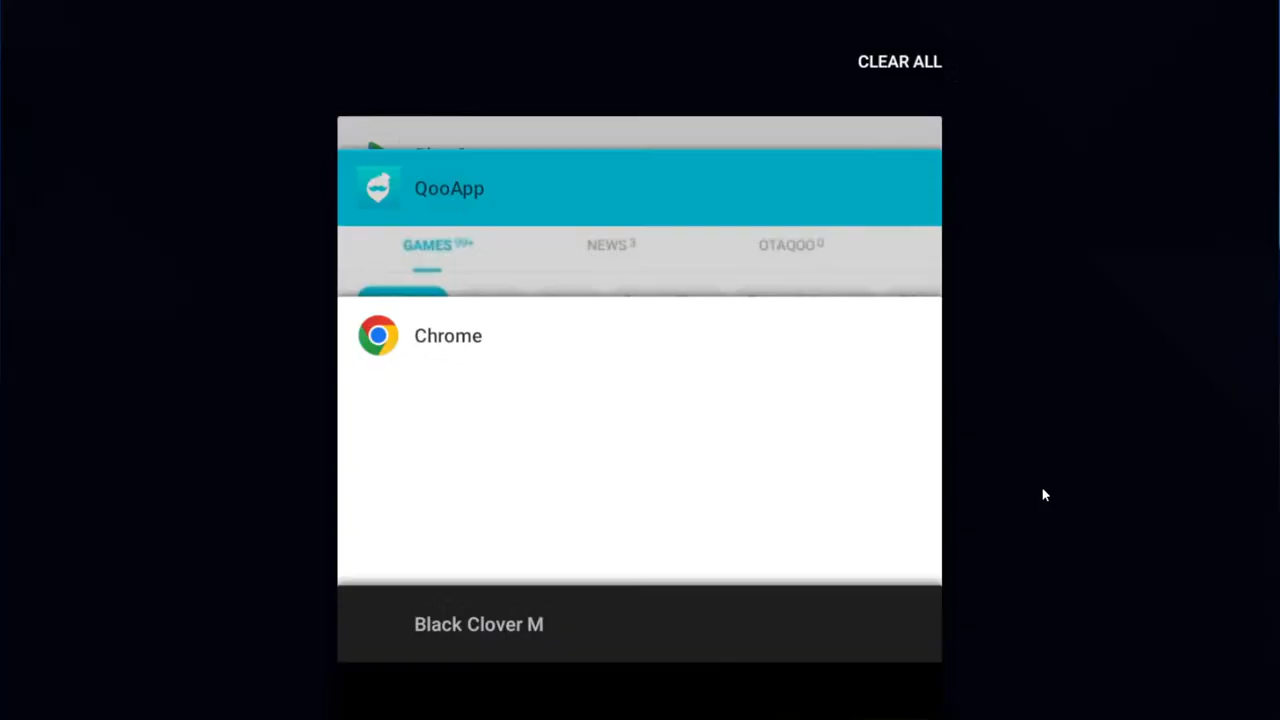 CLEAR ALL
QooApp
GAMES 99+ NEWS 3 OTAQOO 0
Chrome
Black Clover M